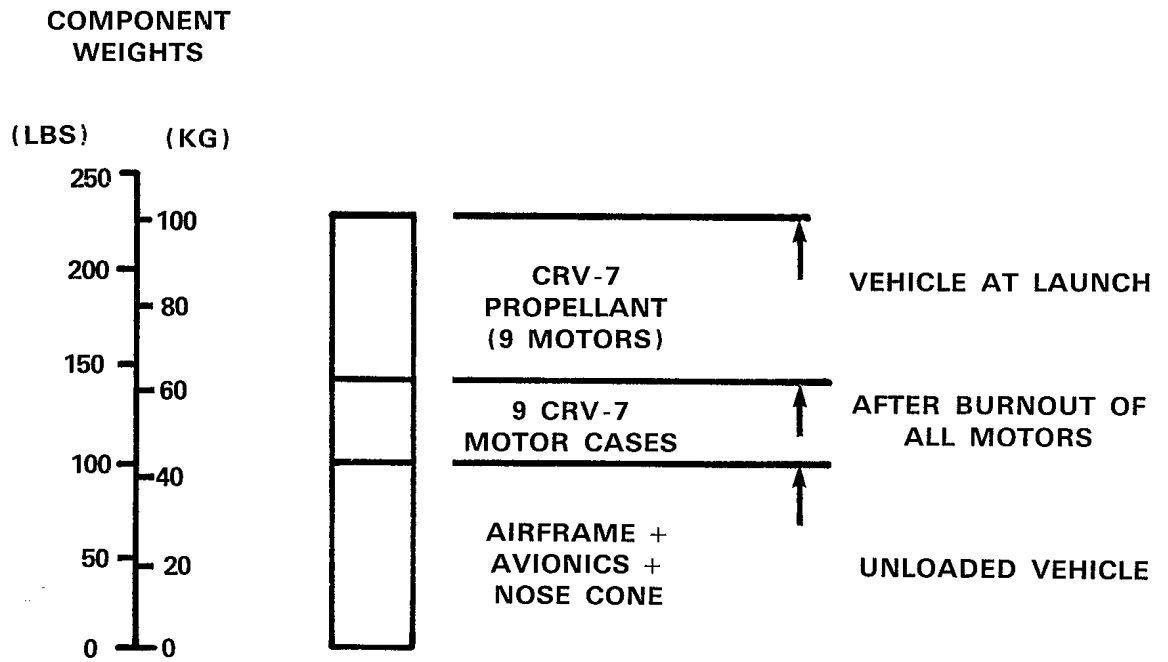 COMPONENT
WEIGHTS
(LBS) (KG)
250
100
200
80
150
60
100
40
50
20
0 0
CRV-7
PROPELLANT
(9 MOTORS)
9 CRV-7
MOTOR CASES
AIRFRAME +
AVIONICS +
NOSE CONE
VEHICLE AT LAUNCH
AFTER BURNOUT OF
ALL MOTORS
UNLOADED VEHICLE